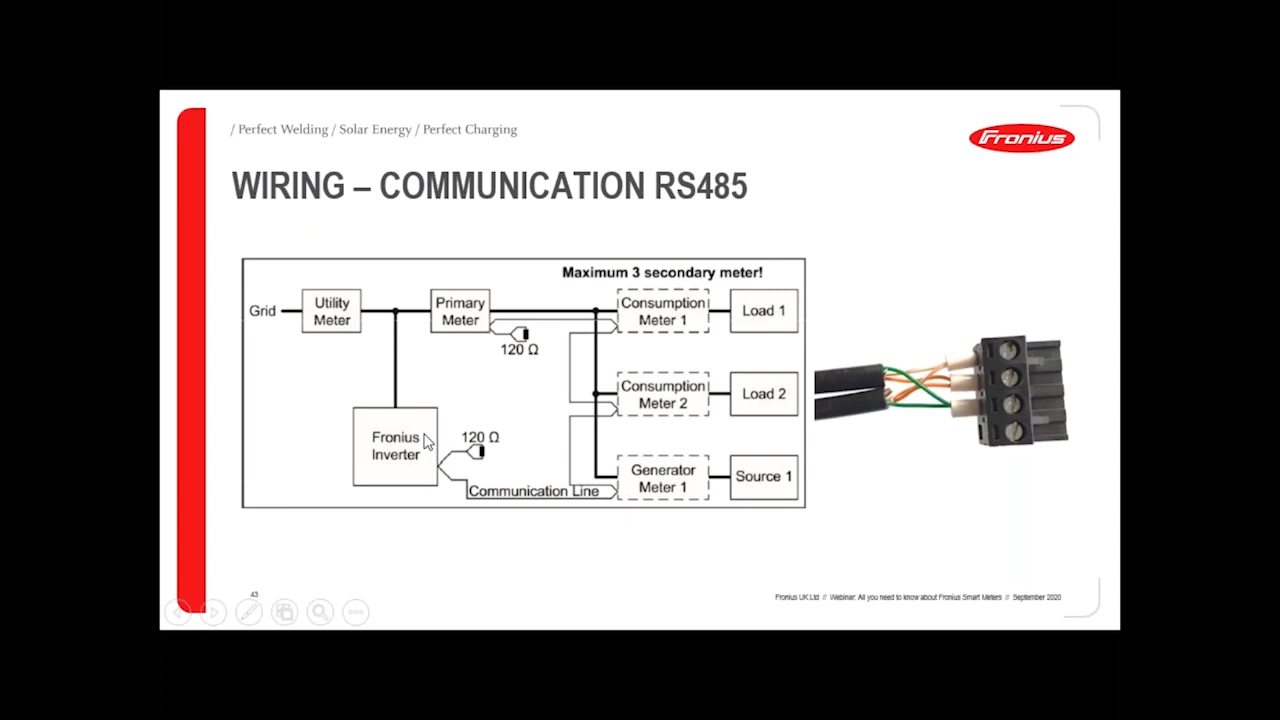 / Perfect Welding / Solar Energy / Perfect Charging
Fronius
WIRING – COMMUNICATION RS485
Maximum 3 secondary meter!
Grid
Utility
Meter
Primary
Meter
120 Ω
Consumption
Meter 1
Load 1
Consumption
Meter 2
Load 2
Fronius
Inverter
120 Ω
Communication Line
Generator
Meter 1
Source 1
43
Fronius UK Ltd // Webinar: All you need to know about Fronius Smart Meters // September 2020